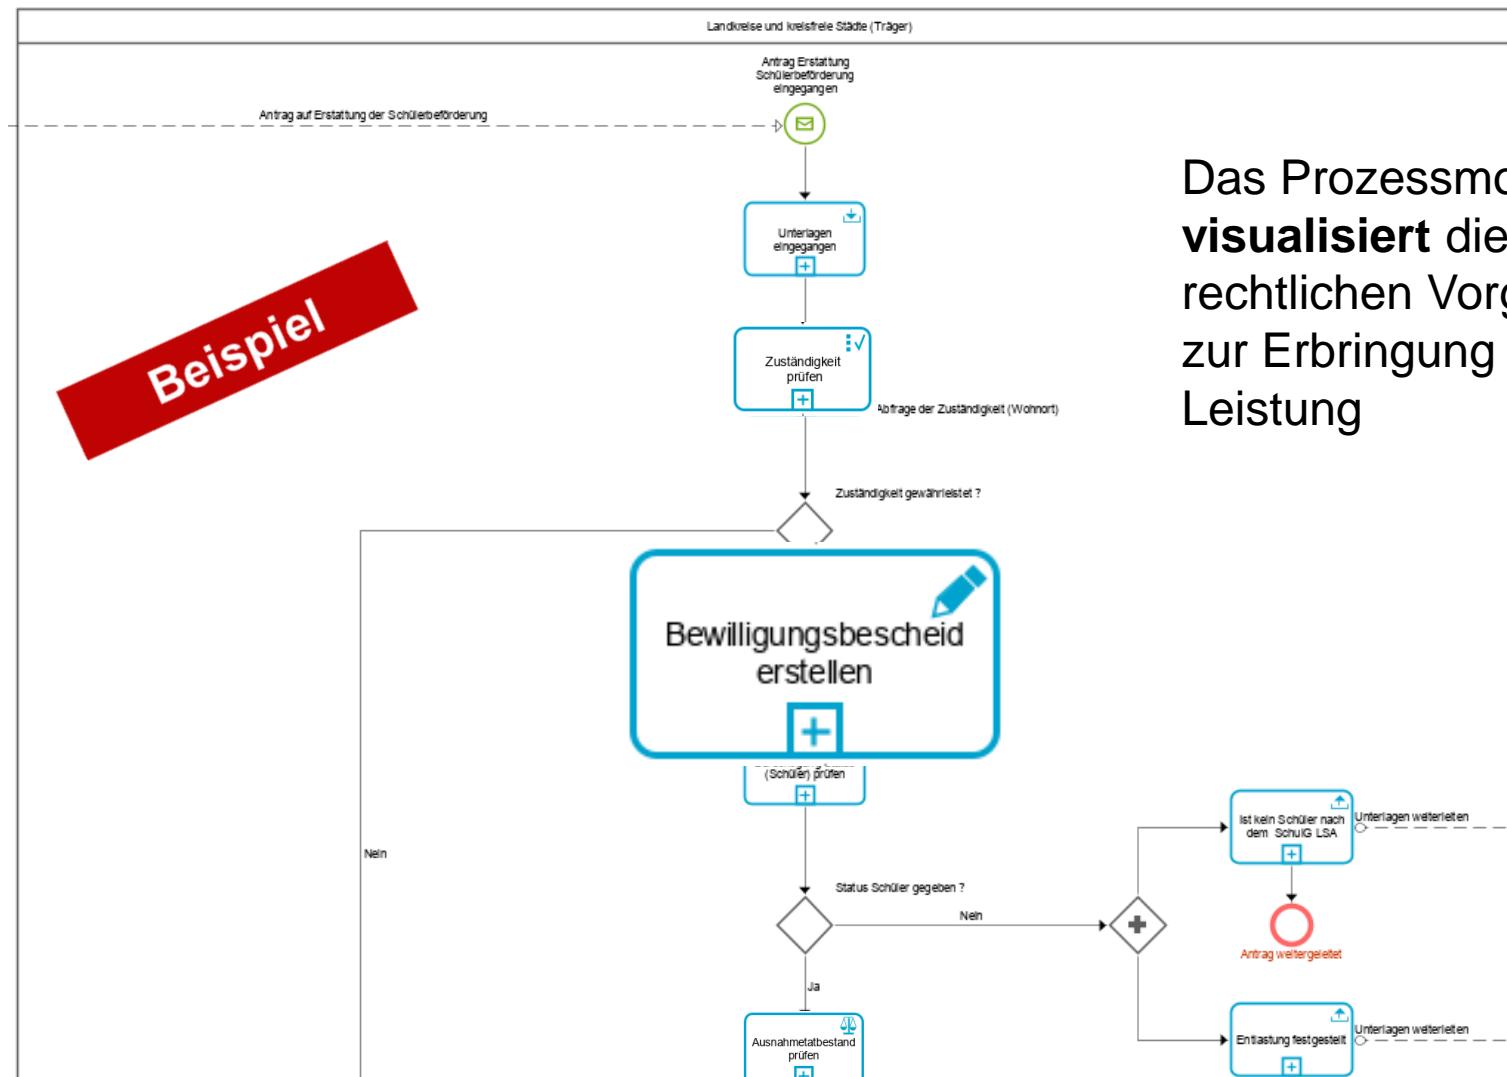 Landkreise und kreisfreie Städte (Träger)
Antrag Erstattung
Schülerbeförderung
eingegangen
Antrag auf Erstattung der Schülerbeförderung
Unterlagen
eingegangen
Das Prozessmo
visualisiert die
rechtlichen Vorg
zur Erbringung
Leistung
Beispiel
Zuständigkeit
prüfen
Abfrage der Zuständigkeit (Wohnort)
Zuständigkeit gewährleistet ?
Bewilligungsbescheid
erstellen
(Schüler) prüfen
Ist kein Schüler nach
dem SchulG LSA
Unterlagen weiterleiten
Nein
Status Schüler gegeben ?
Nein
Antrag weitergeleitet
Ja
Ausnahmetatbestand
prüfen
Entlastung festgestellt
Unterlagen weiterleiten